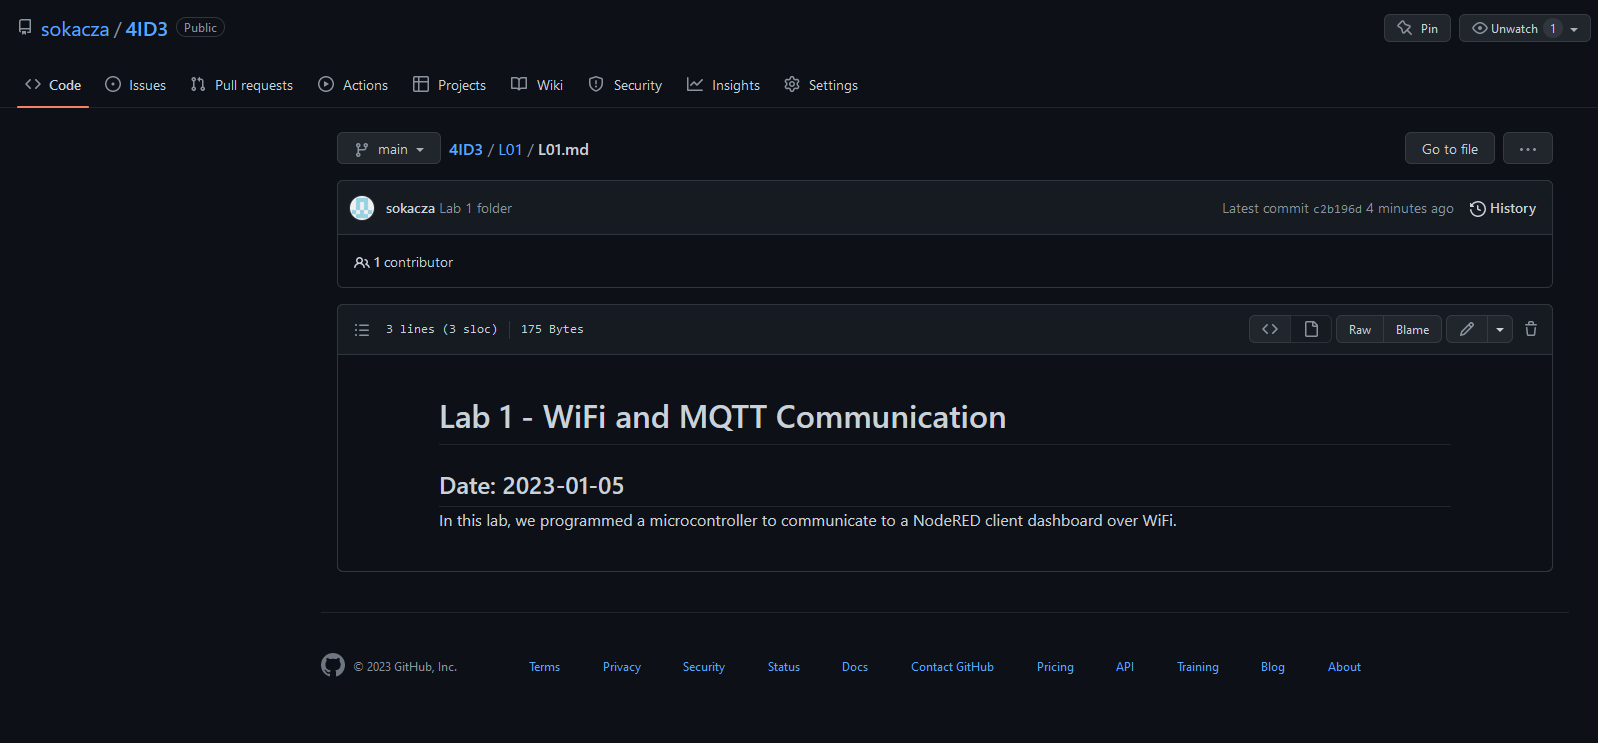 sokacza / 4ID3 Public
Pin Unwatch 1
Code Issues Pull requests Actions Projects Wiki Security Insights Settings
main 4ID3 / L01 / L01.md Go to file ...
sokacza Lab 1 folder Latest commit c2b196d 4 minutes ago History
1 contributor
3 lines (3 sloc) 175 Bytes Raw Blame
Lab 1 - WiFi and MQTT Communication
Date: 2023-01-05
In this lab, we programmed a microcontroller to communicate to a NodeRED client dashboard over WiFi.
© 2023 GitHub, Inc. Terms Privacy Security Status Docs Contact GitHub Pricing API Training Blog About